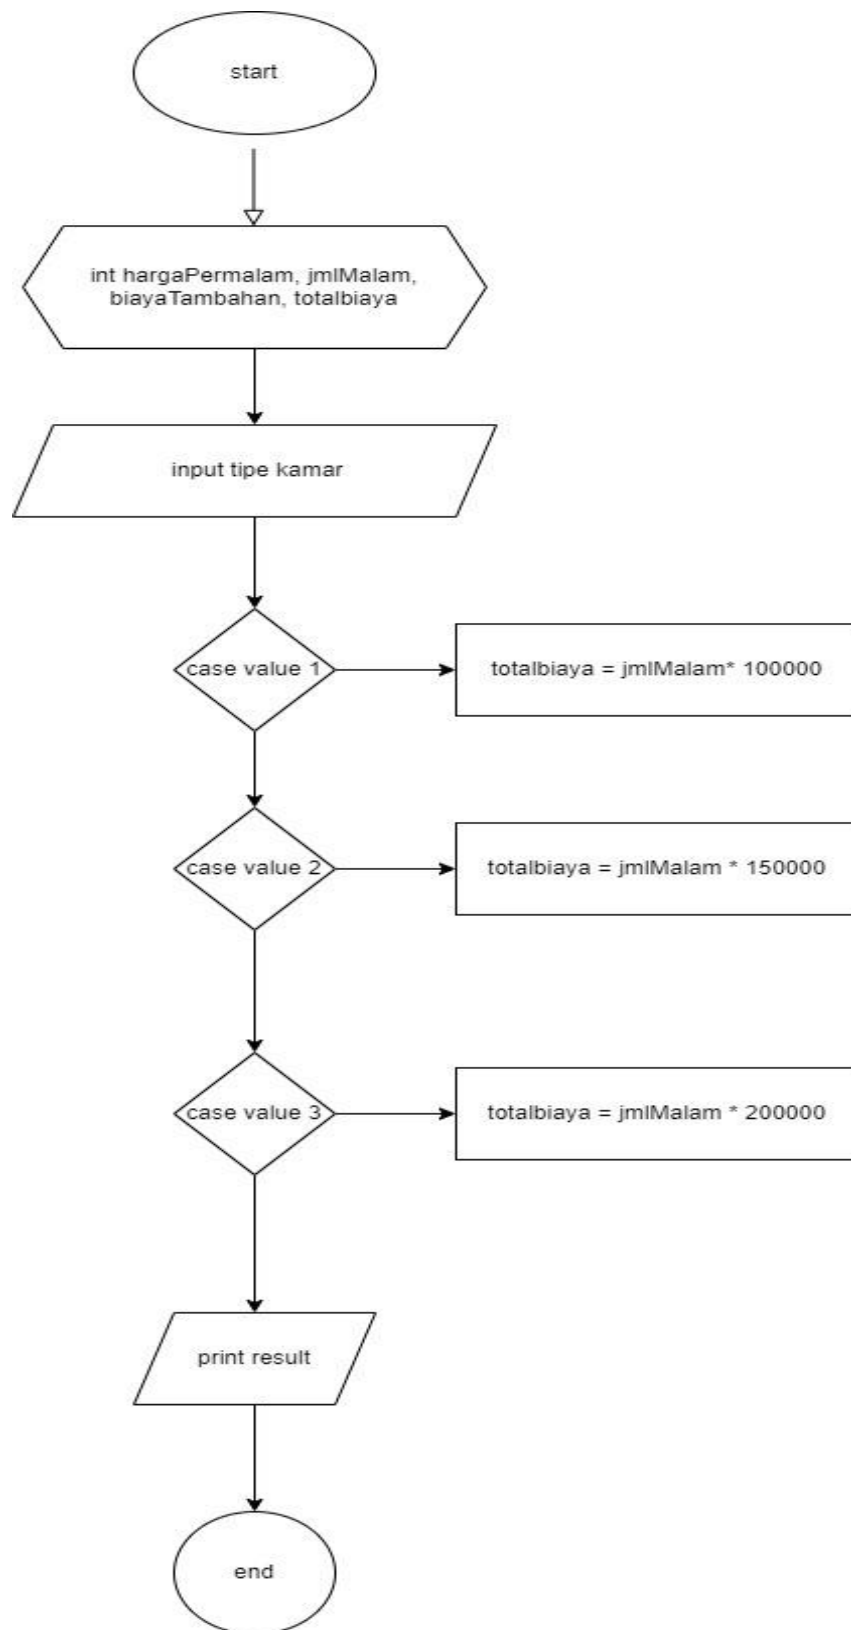 start
int hargaPermalam, jmlMalam,
biayaTambahan, totalbiaya
input tipe kamar
case value 1
totalbiaya = jmlMalam* 100000
case value 2
totalbiaya = jmlMalam * 150000
case value 3
totalbiaya = jmlMalam * 200000
print result
end